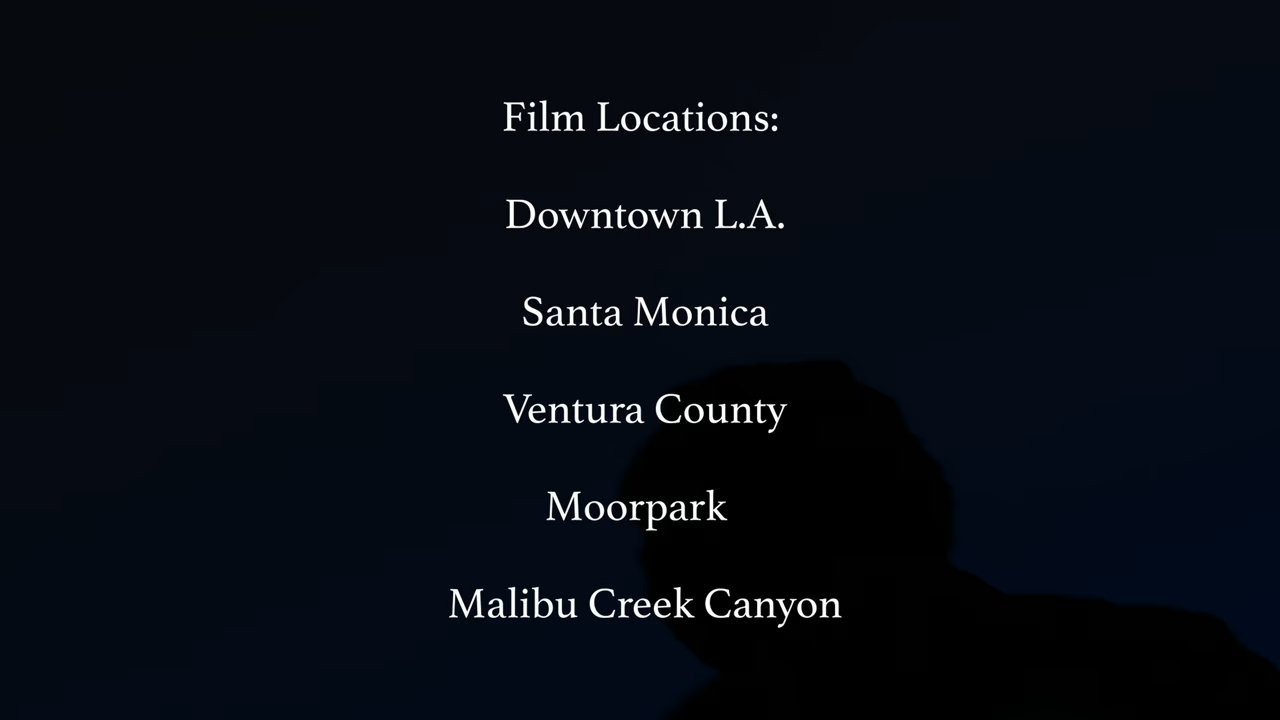 Film Locations:
Downtown L.A.
Santa Monica
Ventura County
Moorpark
Malibu Creek Canyon